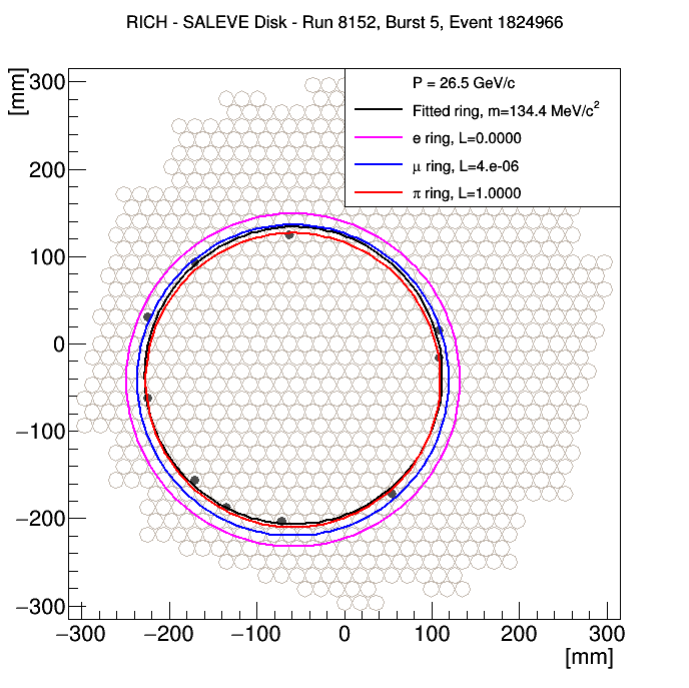 RICH - SALEVE Disk - Run 8152, Burst 5, Event 1824966
[mm]
P = 26.5 GeV/c
Fitted ring, m=134.4 MeV/c²
e ring, L=0.0000
μ ring, L=4.e-06
π ring, L=1.0000
300
200
100
0
−100
−200
−300
−300 −200 −100 0 100 200 300
[mm]